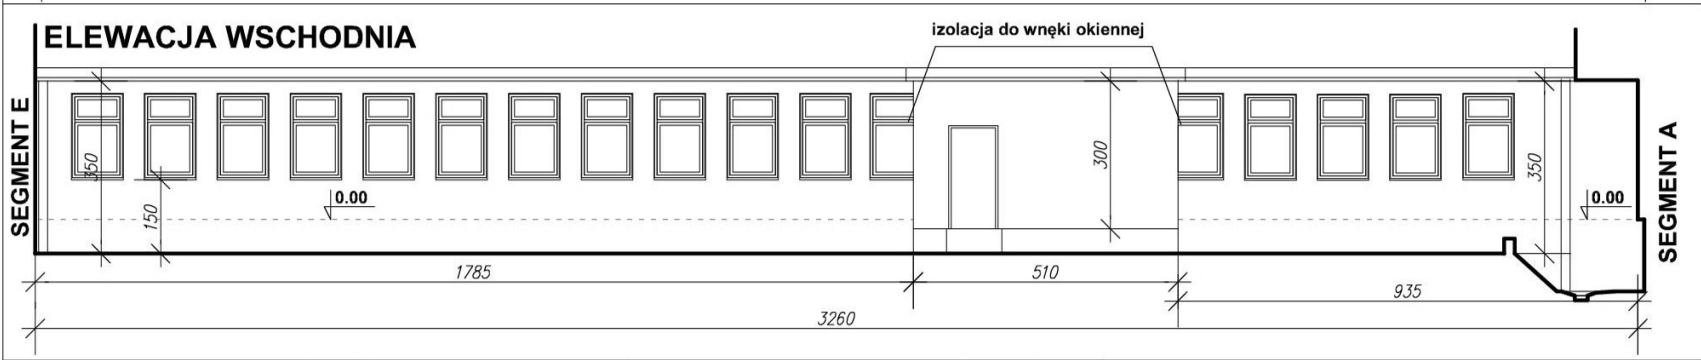 ELEWACJA WSCHODNIA
izolacja do wnęki okiennej
SEGMENT E
350
150
0.00
300
350
0.00
SEGMENT A
1785
510
935
3260